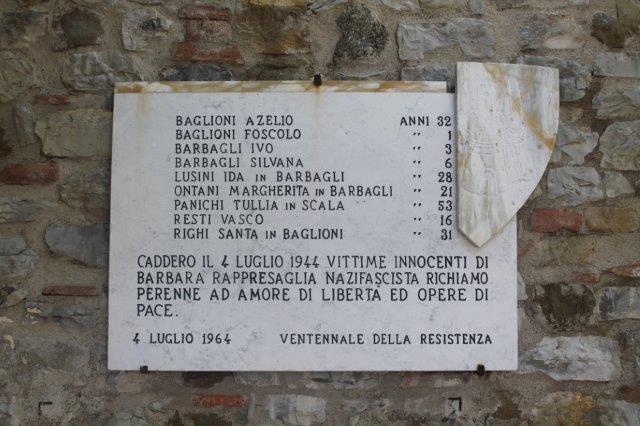 BAGLIONI AZELIO ANNI 32
BAGLIONI FOSCOLO " 1
BARBAGLI IVO " 3
BARBAGLI SILVANA " 6
LUSINI IDA IN BARBAGLI " 28
ONTANI MARGHERITA IN BARBAGLI " 21
PANICHI TULLIA IN SCALA " 53
RESTI VASCO " 16
RIGHI SANTA IN BAGLIONI " 31
CADDERO IL 4 LUGLIO 1944 VITTIME INNOCENTI DI
BARBARA RAPPRESAGLIA NAZIFASCISTA RICHIAMO
PERENNE AD AMORE DI LIBERTÀ ED OPERE DI
PACE.
4 LUGLIO 1964 VENTENNALE DELLA RESISTENZA